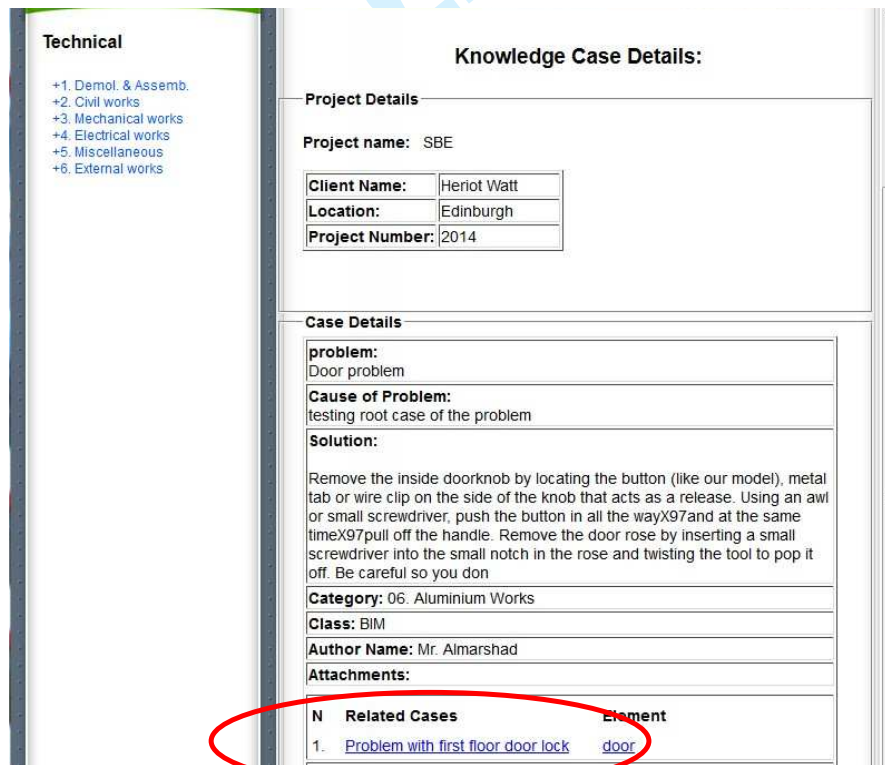 Technical
+1. Demol. & Assemb.
+2. Civil works
+3. Mechanical works
+4. Electrical works
+5. Miscellaneous
+6. External works
Knowledge Case Details:
Project Details
Project name: SBE
Client Name: Heriot Watt
Location: Edinburgh
Project Number: 2014
Case Details
problem:
Door problem
Cause of Problem:
testing root case of the problem
Solution:
Remove the inside doorknob by locating the button (like our model), metal
tab or wire clip on the side of the knob that acts as a release. Using an awl
or small screwdriver, push the button in all the wayX97and at the same
timeX97pull off the handle. Remove the door rose by inserting a small
screwdriver into the small notch in the rose and twisting the tool to pop it
off. Be careful so you don
Category: 06. Aluminium Works
Class: BIM
Author Name: Mr. Almarshad
Attachments:
N Related Cases Element
1. Problem with first floor door lock door